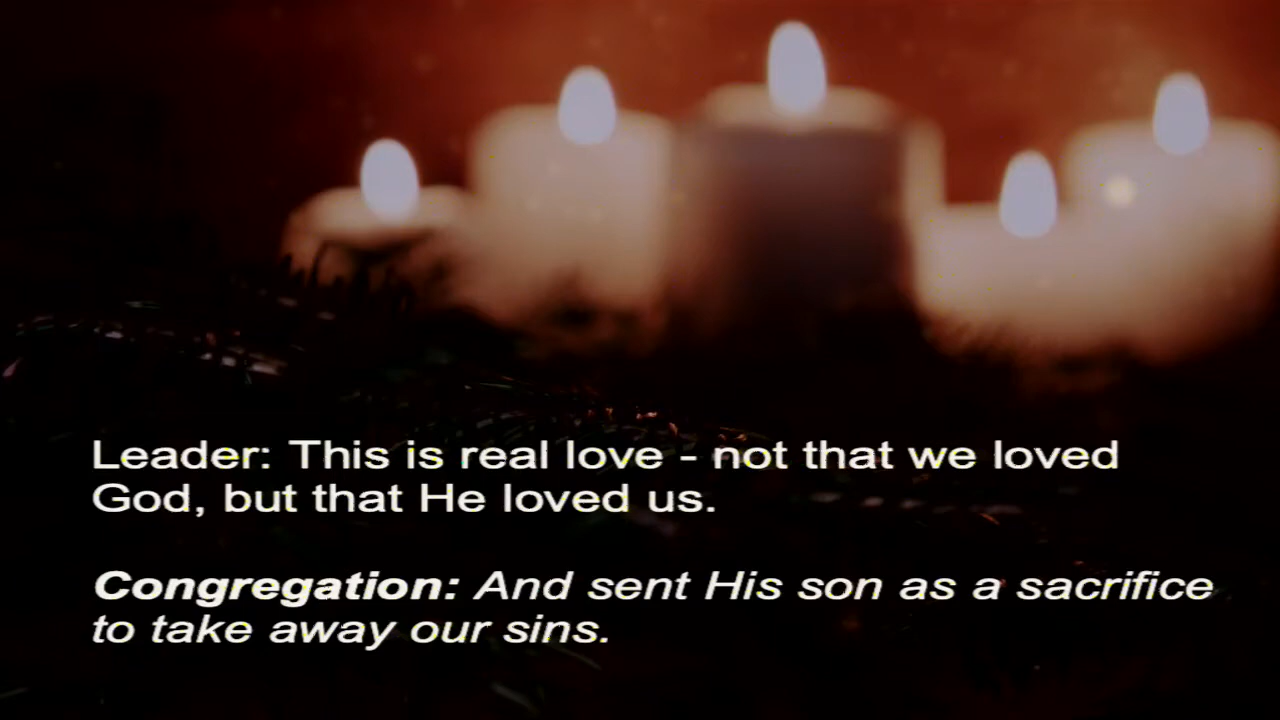 Leader: This is real love - not that we loved
God, but that He loved us.
Congregation: And sent His son as a sacrifice
to take away our sins.